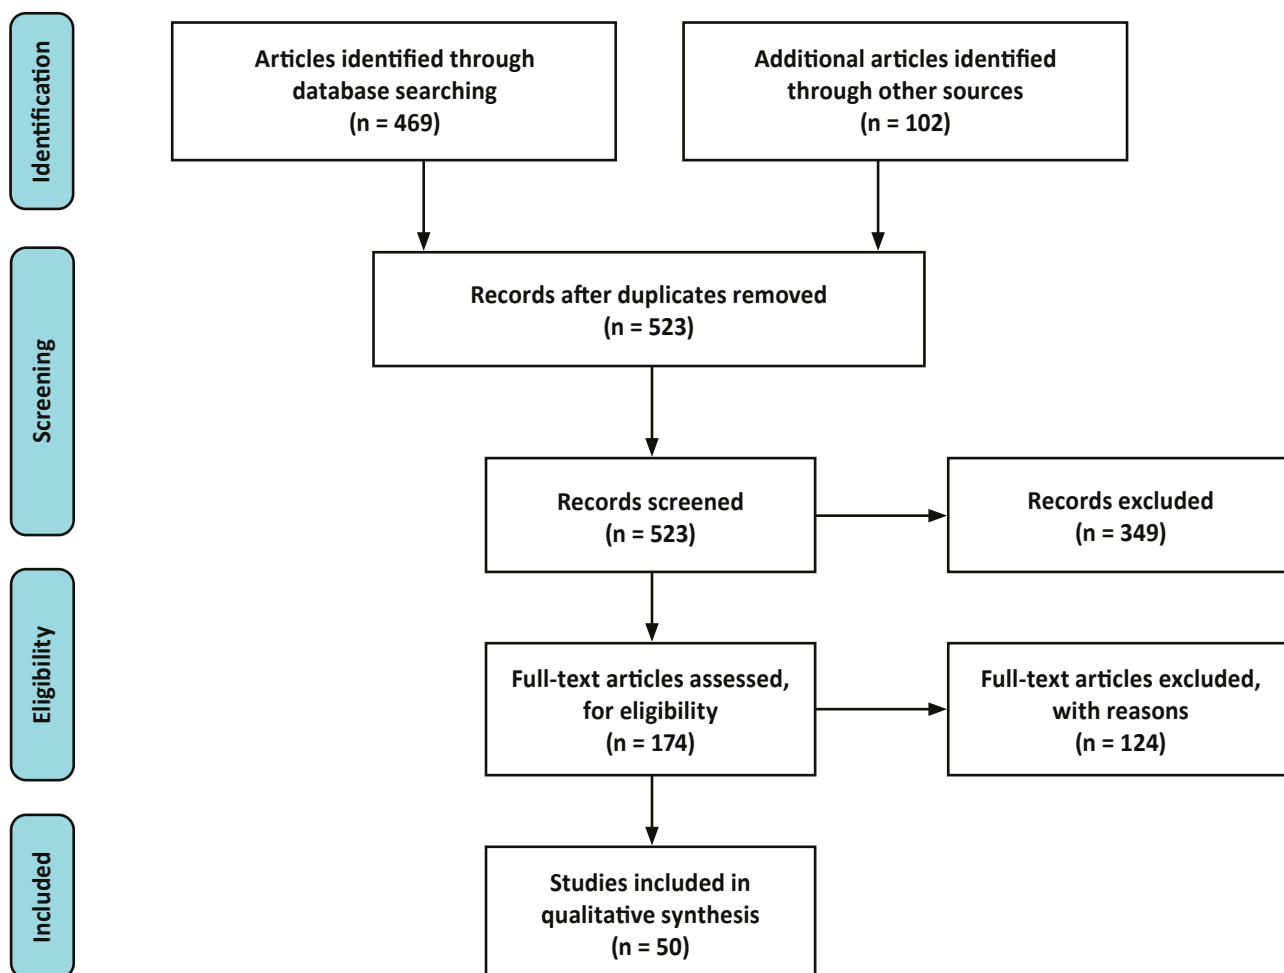 Identification
Articles identified through
database searching
(n = 469)
Additional articles identified
through other sources
(n = 102)
Screening
Records after duplicates removed
(n = 523)
Records screened
(n = 523)
Records excluded
(n = 349)
Eligibility
Full-text articles assessed,
for eligibility
(n = 174)
Full-text articles excluded,
with reasons
(n = 124)
Included
Studies included in
qualitative synthesis
(n = 50)